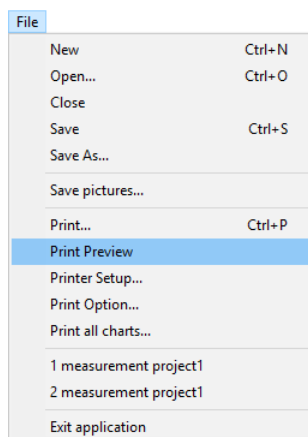 File
New Ctrl+N
Open... Ctrl+O
Close
Save Ctrl+S
Save As...
Save pictures...
Print... Ctrl+P
Print Preview
Printer Setup...
Print Option...
Print all charts...
1 measurement project1
2 measurement project1
Exit application